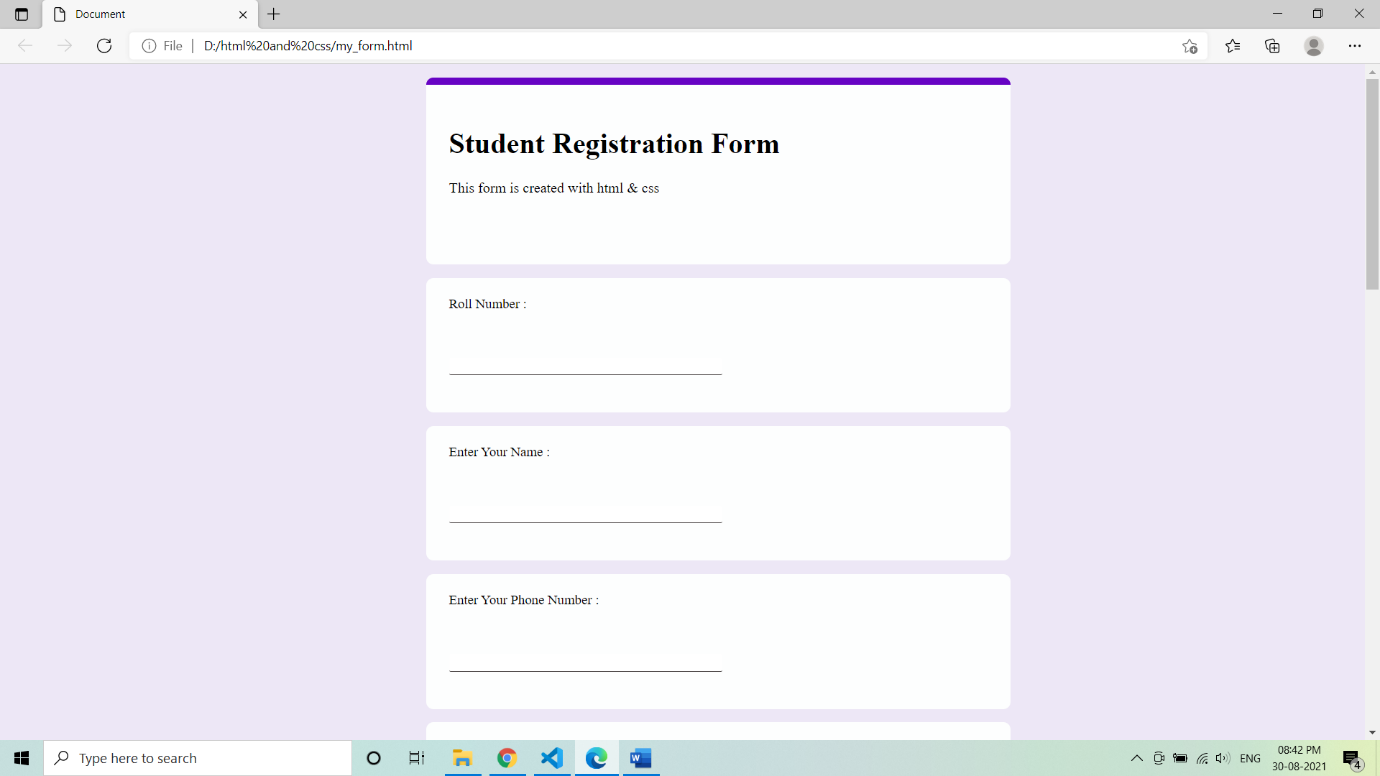 Document
File
D:/html%20and%20css/my_form.html
Student Registration Form
This form is created with html & css
Roll Number :
Enter Your Name :
Enter Your Phone Number :
Type here to search
ENG
08:42 PM
30-08-2021
4